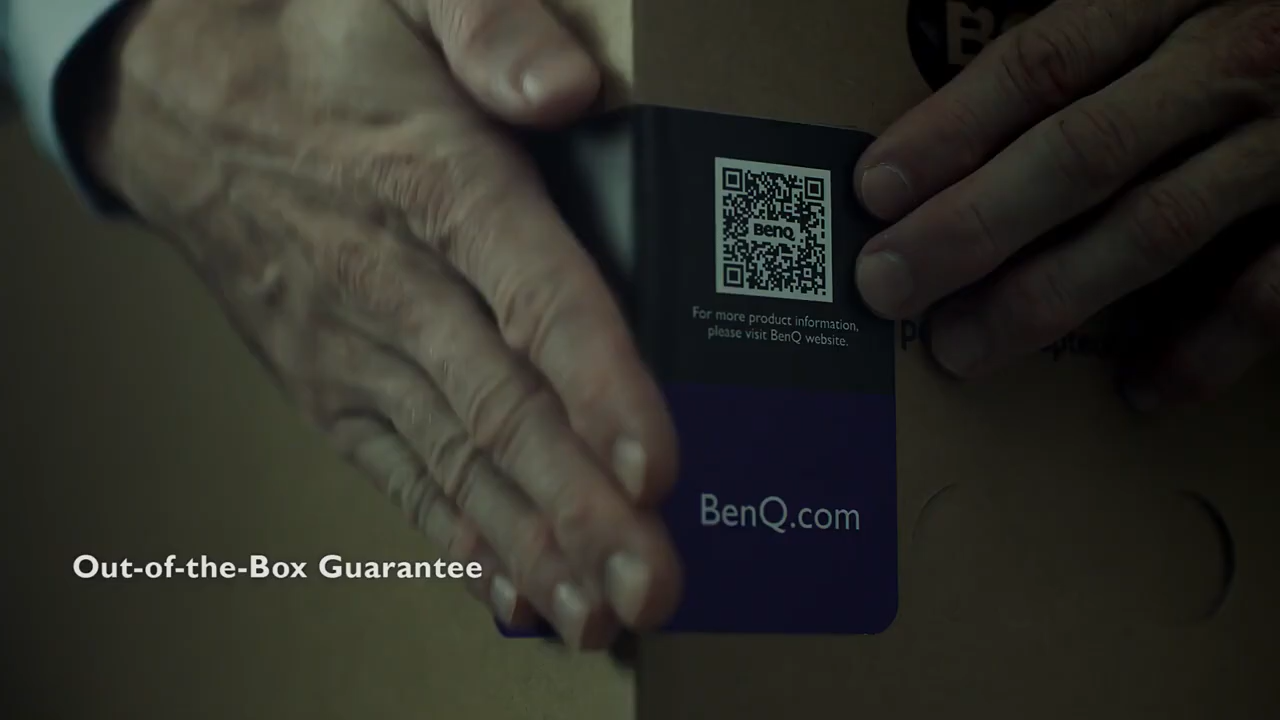 BenQ
For more product information,
please visit BenQ website.
BenQ.com
Out-of-the-Box Guarantee